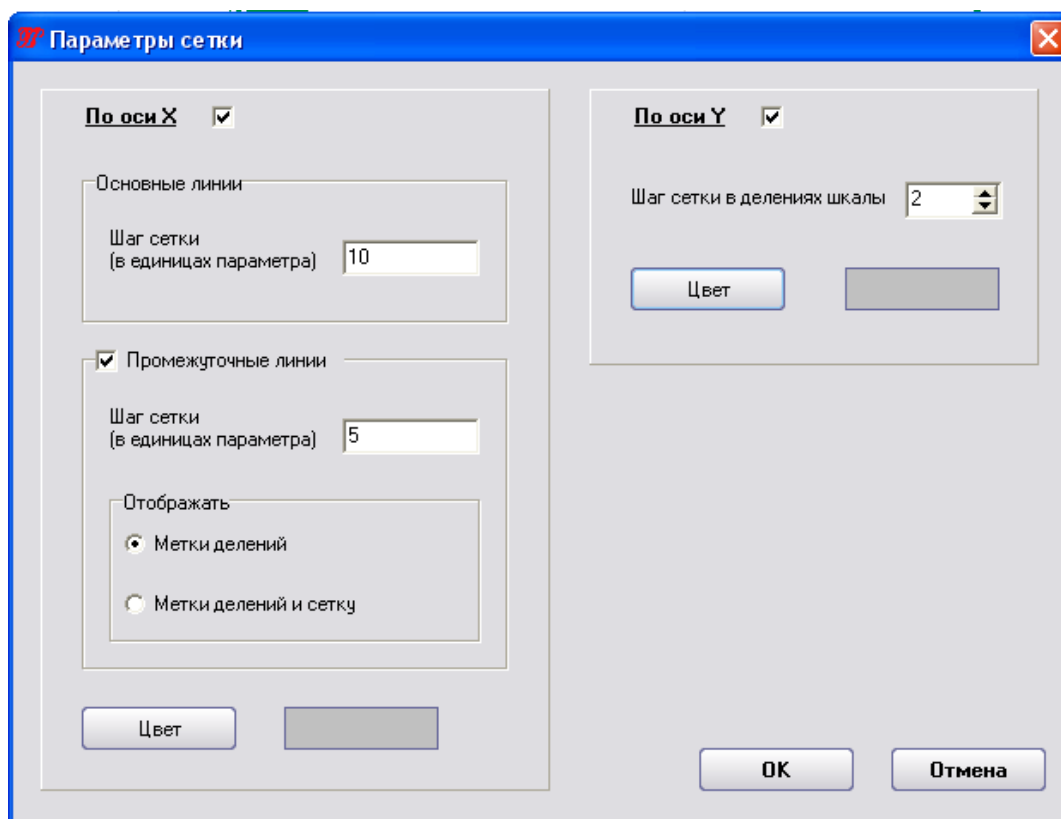 Параметры сетки
По оси X
Основные линии
Шаг сетки
(в единицах параметра)
10
Промежуточные линии
Шаг сетки
(в единицах параметра)
5
Отображать
Метки делений
Метки делений и сетку
Цвет
По оси Y
Шаг сетки в делениях шкалы
2
Цвет
OK
Отмена